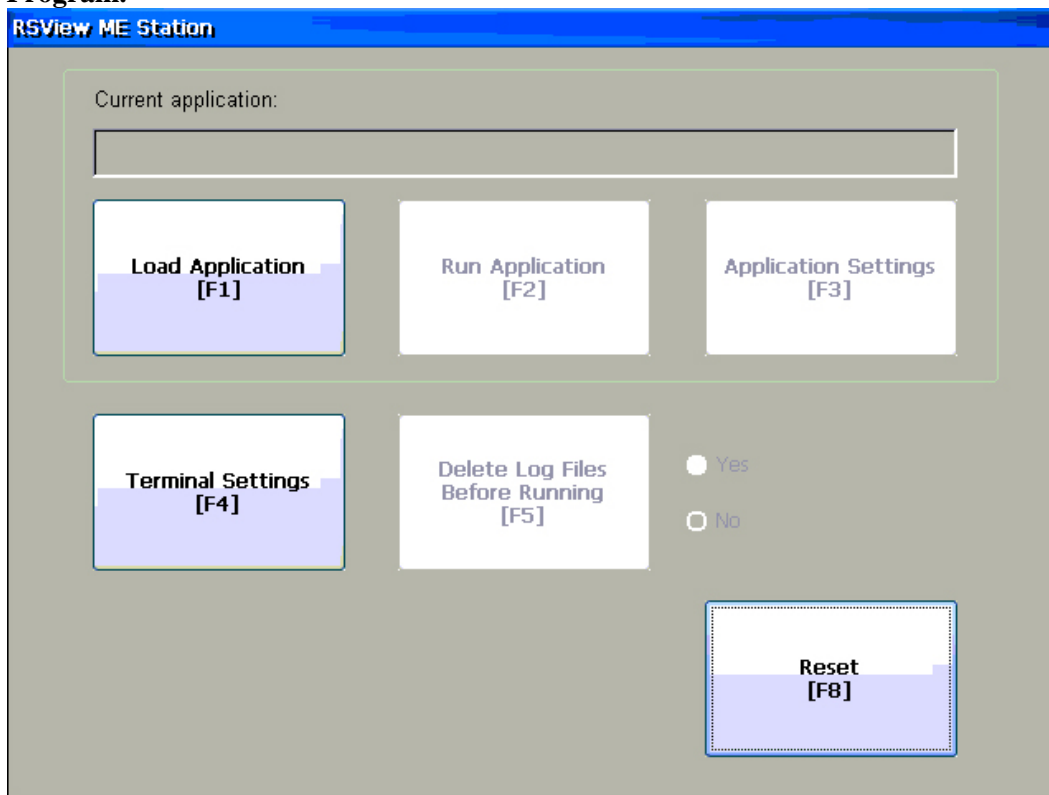 Program:
RSView ME Station
Current application:
Load Application
[F1]
Run Application
[F2]
Application Settings
[F3]
Terminal Settings
[F4]
Delete Log Files
Before Running
[F5]
Yes
No
Reset
[F8]